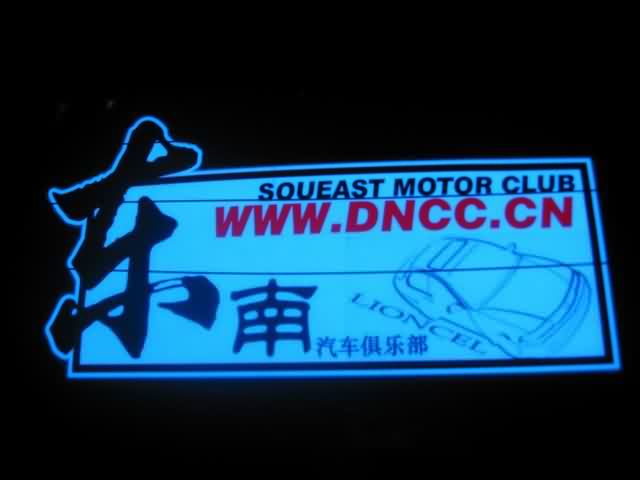 SOUEAST MOTOR CLUB
WWW.DNCC.CN
东南
汽车俱乐部
LIONCEL